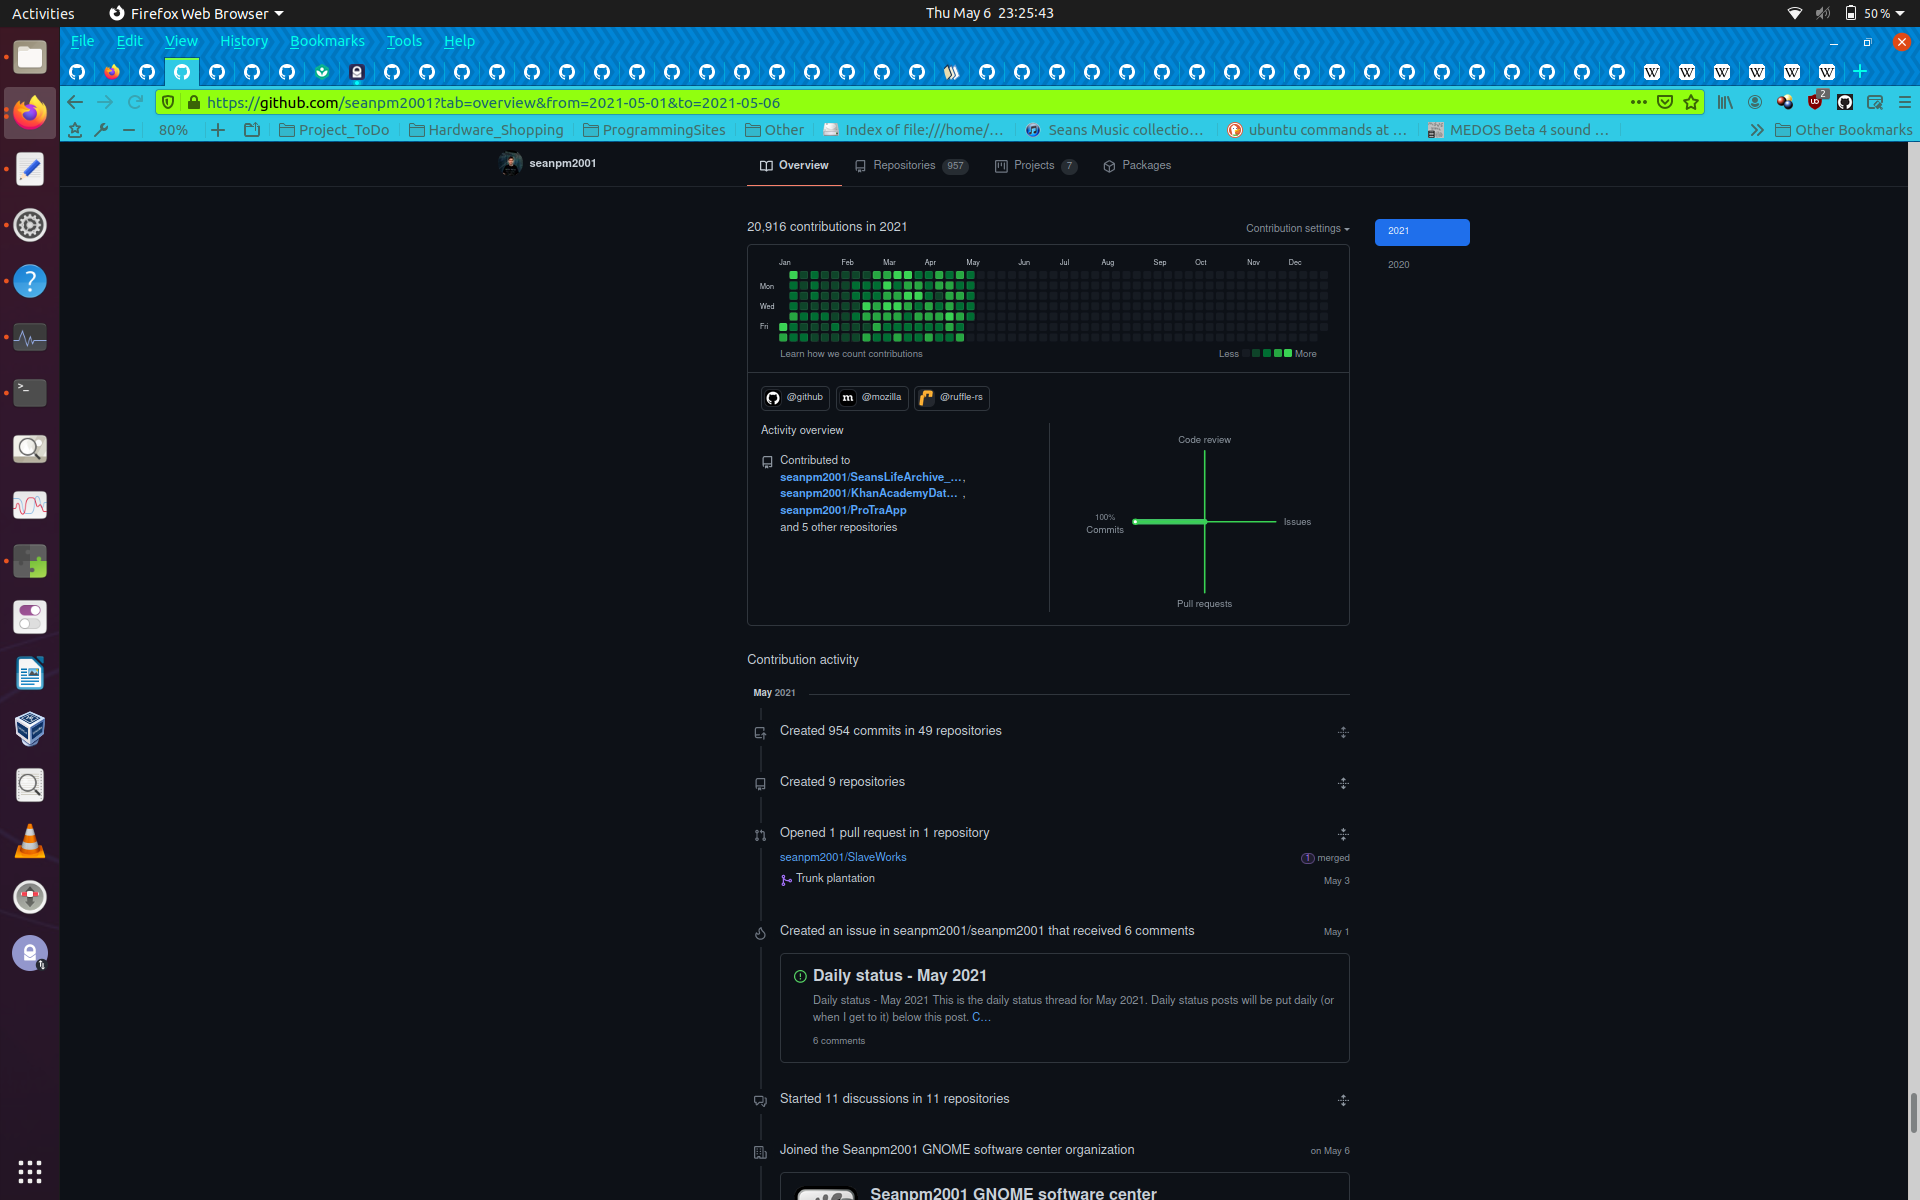 Activities
Firefox Web Browser
Thu May 6 23:25:43
50 %
File Edit View History Bookmarks Tools Help
https://github.com/seanpm2001?tab=overview&from=2021-05-01&to=2021-05-06
2
80%
Project_ToDo
Hardware_Shopping
ProgrammingSites
Other
Index of file:///home/...
Seans Music collectio...
ubuntu commands at ...
MEDOS Beta 4 sound ...
Other Bookmarks
seanpm2001
Overview
Repositories 957
Projects 7
Packages
20,916 contributions in 2021
Contribution settings
2021
2020
Jan Feb Mar Apr May Jun Jul Aug Sep Oct Nov Dec
Mon
Wed
Fri
Learn how we count contributions
Less More
@github
@mozilla
@ruffle-rs
Activity overview
Contributed to
seanpm2001/SeansLifeArchive_...,
seanpm2001/KhanAcademyDat... ,
seanpm2001/ProTraApp
and 5 other repositories
Code review
100%
Commits
Issues
Pull requests
Contribution activity
May 2021
Created 954 commits in 49 repositories
Created 9 repositories
Opened 1 pull request in 1 repository
seanpm2001/SlaveWorks
1 merged
Trunk plantation
May 3
Created an issue in seanpm2001/seanpm2001 that received 6 comments
May 1
Daily status - May 2021
Daily status - May 2021 This is the daily status thread for May 2021. Daily status posts will be put daily (or
when I get to it) below this post. C...
6 comments
Started 11 discussions in 11 repositories
Joined the Seanpm2001 GNOME software center organization
on May 6
Seanpm2001 GNOME software center